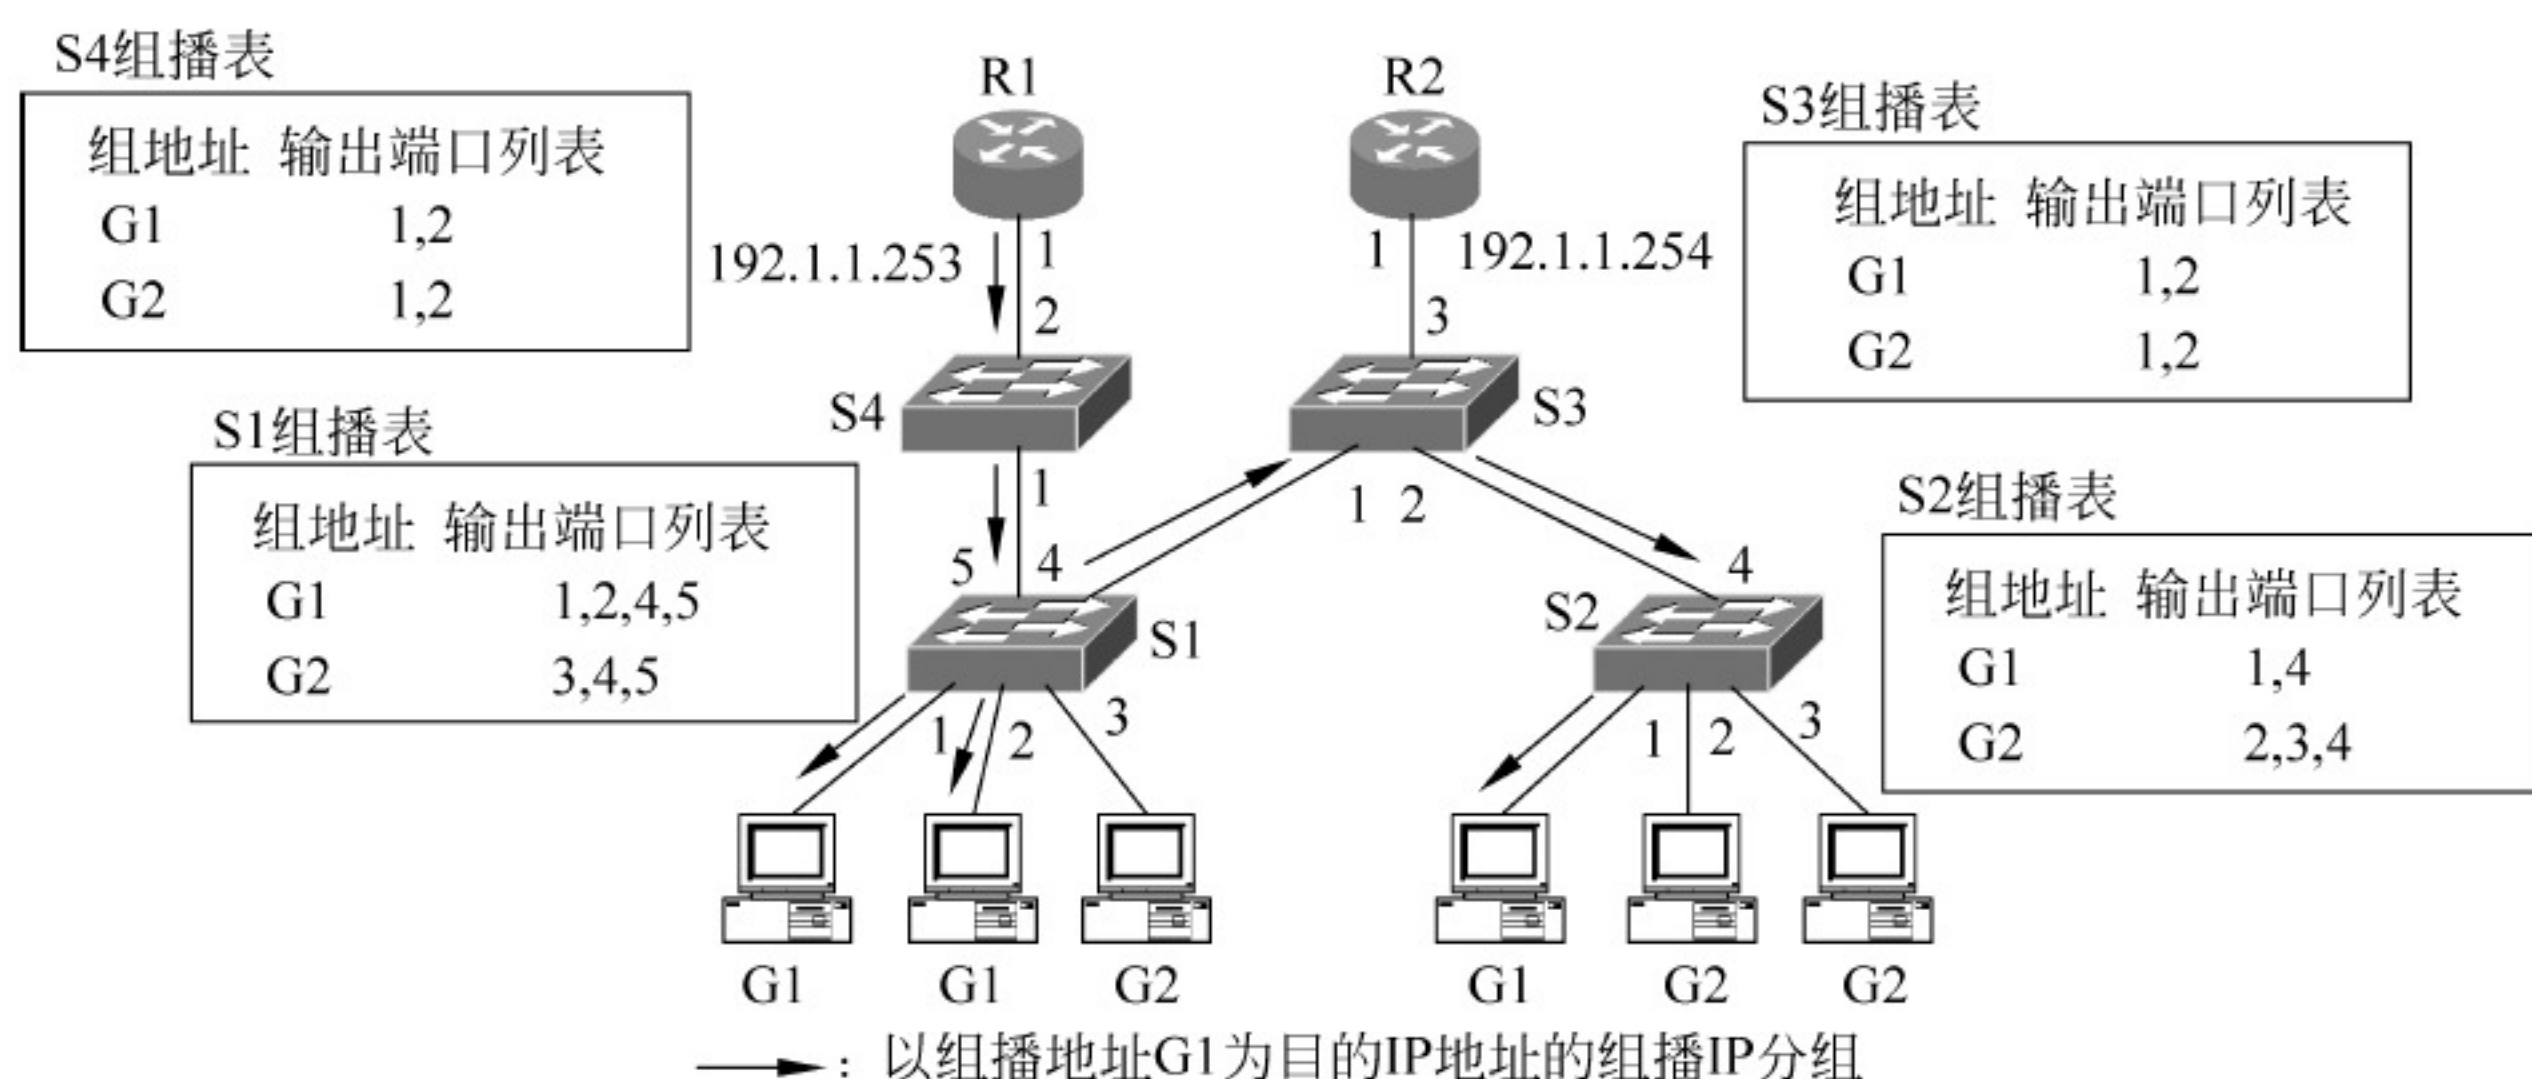 S4组播表
组地址 输出端口列表
G1 1,2
G2 1,2
R1
R2
S3组播表
组地址 输出端口列表
G1 1,2
G2 1,2
192.1.1.253
1
2
1
192.1.1.254
3
S4
S3
S1组播表
组地址 输出端口列表
G1 1,2,4,5
G2 3,4,5
1
5
4
1 2
4
S2组播表
组地址 输出端口列表
G1 1,4
G2 2,3,4
S1
S2
1
2
3
1
2
3
G1
G1
G2
G1
G2
G2
: 以组播地址G1为目的IP地址的组播IP分组